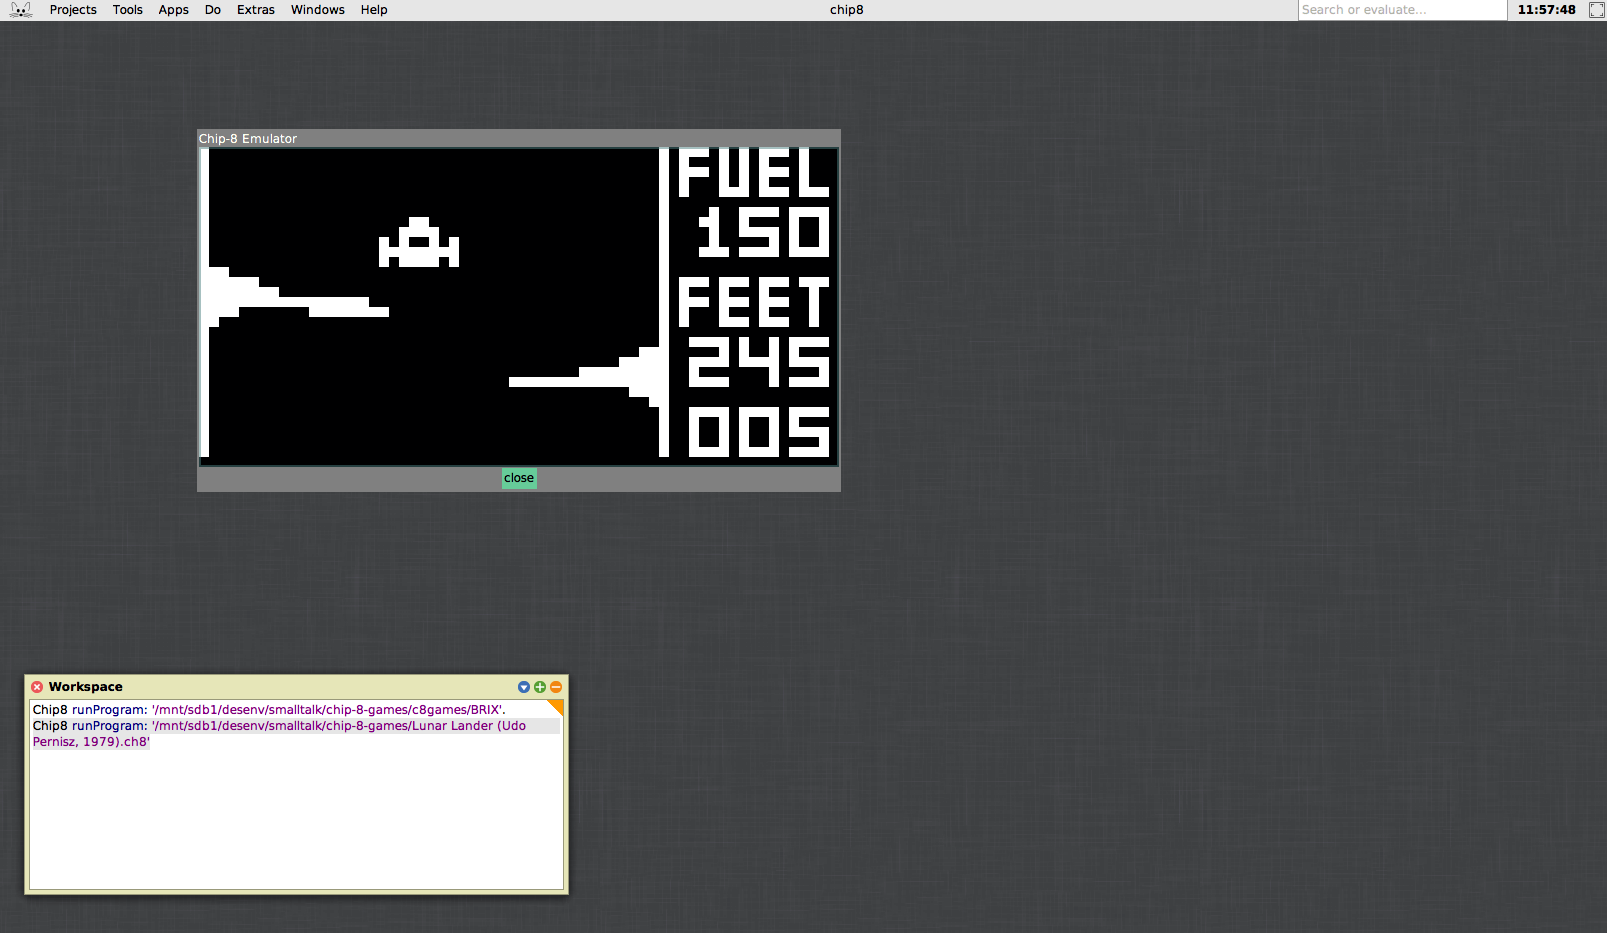 Projects Tools Apps Do Extras Windows Help chip8 Search or evaluate... 11:57:48
Chip-8 Emulator
FUEL
150
FEET
245
005
close
Workspace
Chip8 runProgram: '/mnt/sdb1/desenv/smalltalk/chip-8-games/c8games/BRIX'.
Chip8 runProgram: '/mnt/sdb1/desenv/smalltalk/chip-8-games/Lunar Lander (Udo
Pernisz, 1979).ch8'